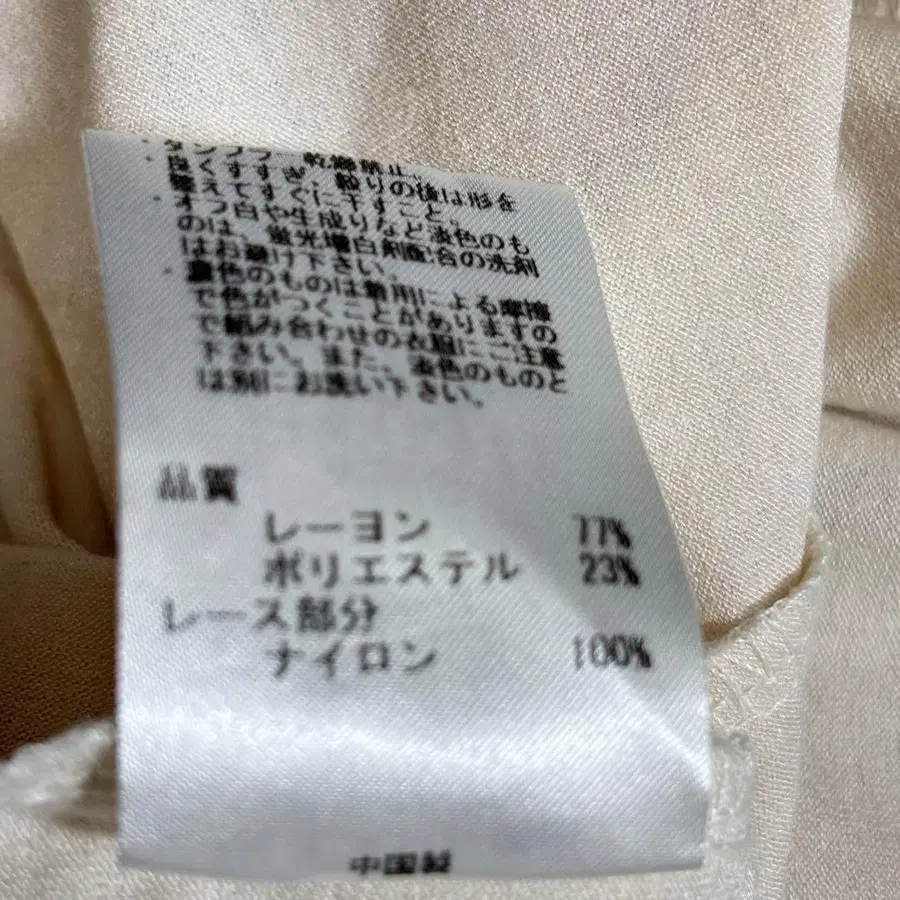 ・タンブラー乾燥禁止。
・良くすすぎ、絞りの後は形を
整えてすぐに干すこと。
・オフ白や生成りなど淡色のも
のは、蛍光増白剤配合の洗剤
はお避け下さい。
・濃色のものは着用による摩擦
で色がつくことがありますの
で組み合わせの衣服にご注意
下さい。また、淡色のものと
は別にお洗い下さい。
品質
レーヨン 77%
ポリエステル 23%
レース部分
ナイロン 100%
中国製